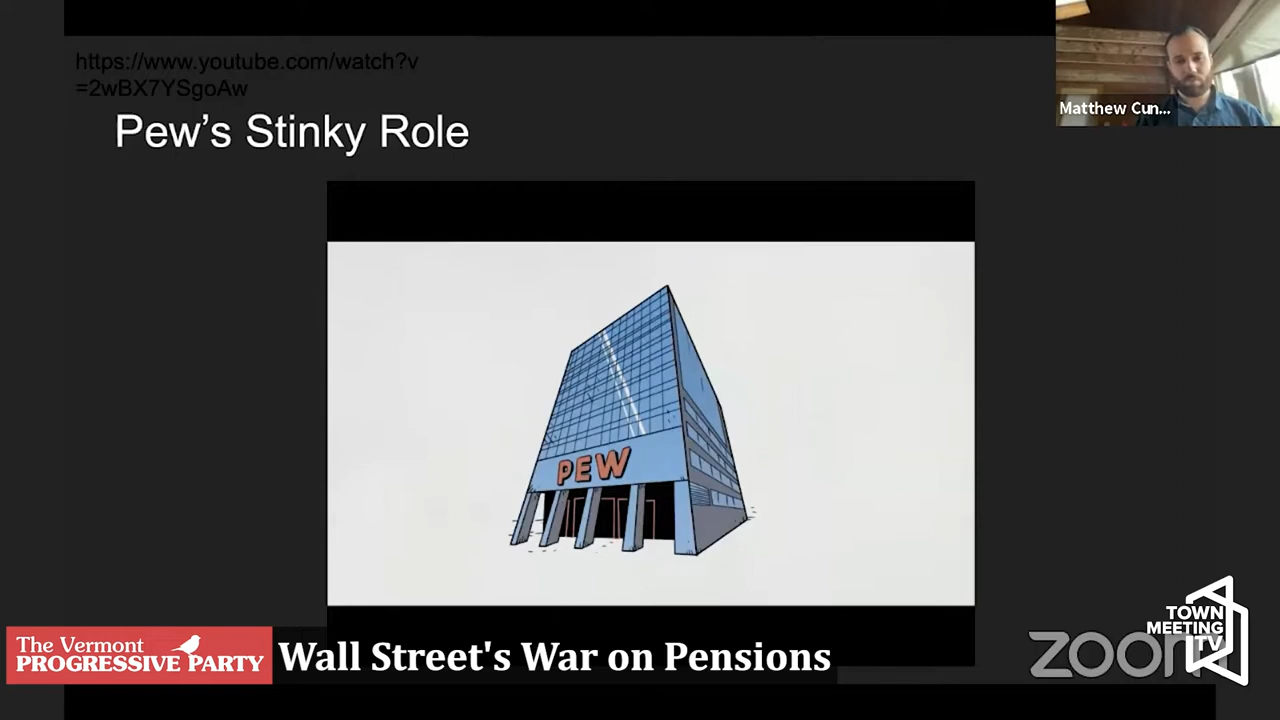 https://www.youtube.com/watch?v
=2wBX7YSgoAw
Pew's Stinky Role
Matthew Cun...
PEW
The Vermont
PROGRESSIVE PARTY
Wall Street's War on Pensions
zoom
TOWN
MEETING
TV